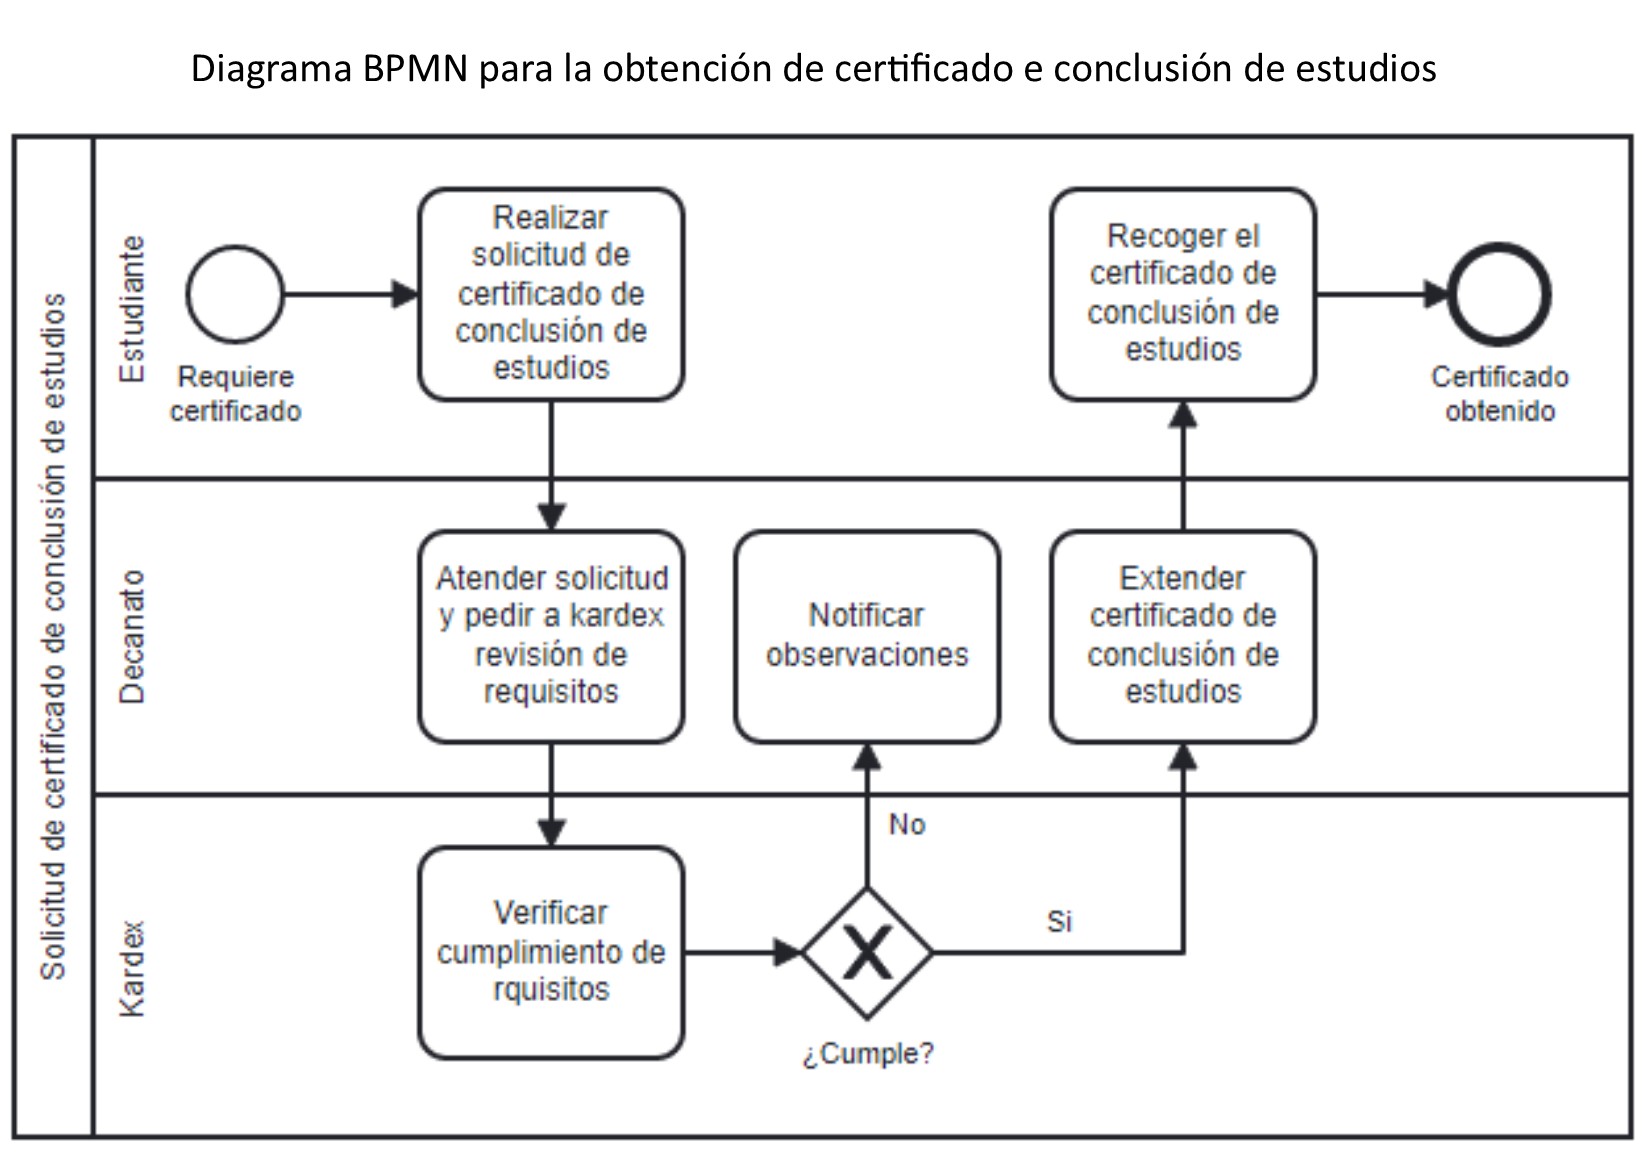 Diagrama BPMN para la obtención de certificado e conclusión de estudios
Solicitud de certificado de conclusión de estudios
Estudiante
Requiere
certificado
Realizar
solicitud de
certificado de
conclusión de
estudios
Recoger el
certificado de
conclusión de
estudios
Certificado
obtenido
Decanato
Atender solicitud
y pedir a kardex
revisión de
requisitos
Notificar
observaciones
Extender
certificado de
conclusión de
estudios
Kardex
Verificar
cumplimiento de
rquisitos
X
¿Cumple?
No
Si